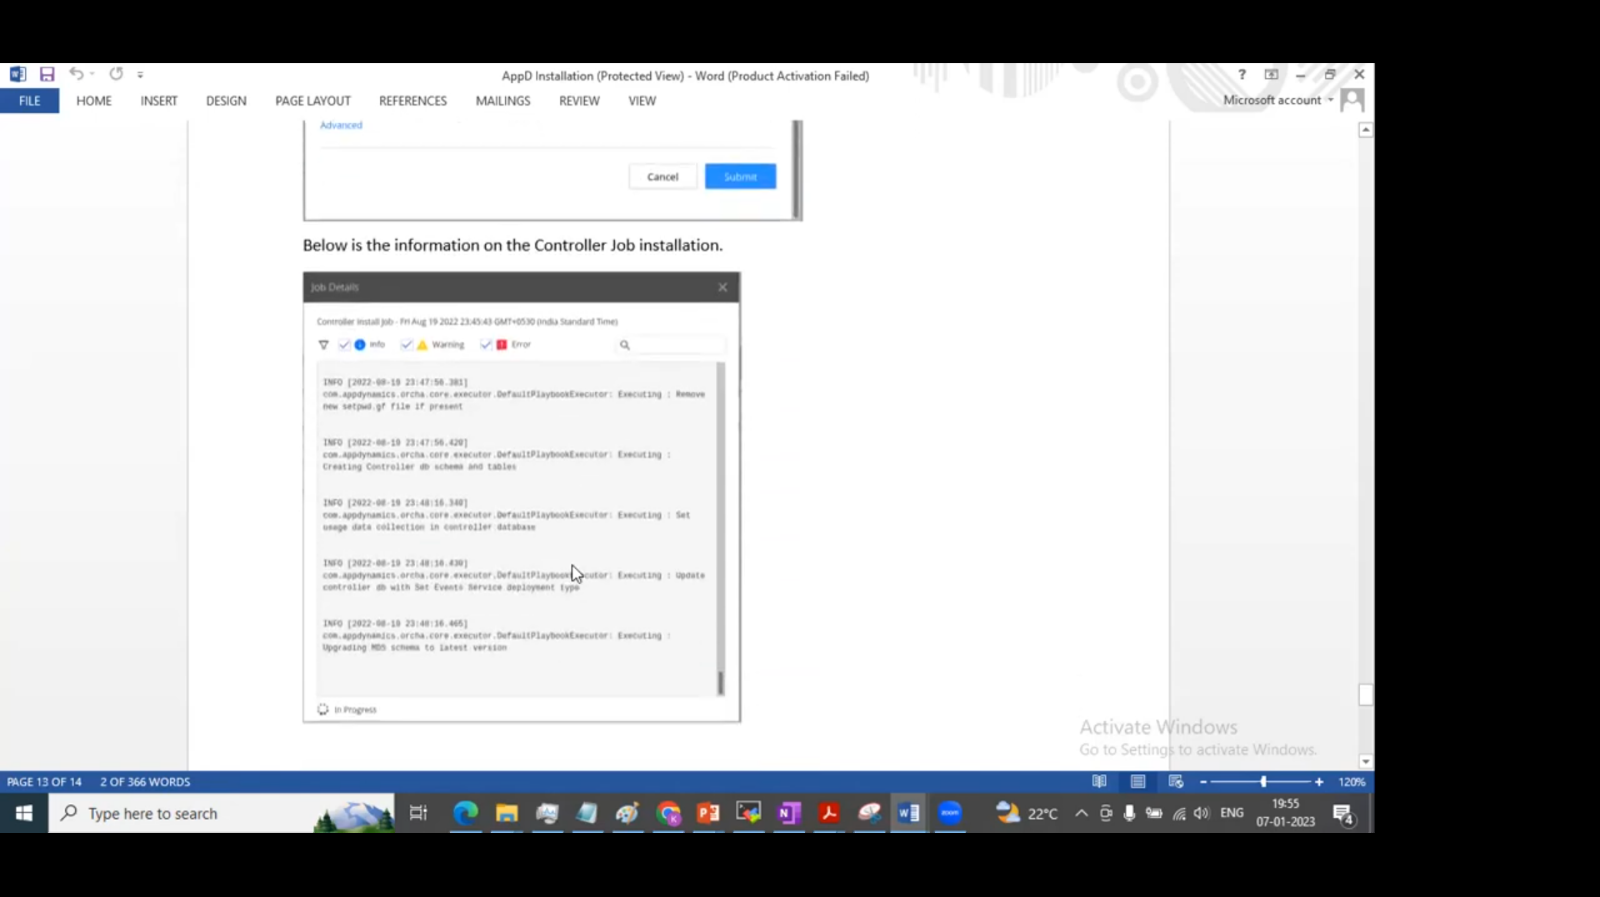 AppD Installation (Protected View) - Word (Product Activation Failed)
?
FILE HOME INSERT DESIGN PAGE LAYOUT REFERENCES MAILINGS REVIEW VIEW
Microsoft account
Advanced
Cancel Submit
Below is the information on the Controller Job installation.
Job Details
Controller Install Job - Fri Aug 19 2022 23:45:43 GMT+0530 (India Standard Time)
Info Warning Error
INFO [2022-08-19 23:47:56.381]
com.appdynamics.orcha.core.executor.DefaultPlaybookExecutor: Executing : Remove
new setpwd.gf file if present
INFO [2022-08-19 23:47:56.420]
com.appdynamics.orcha.core.executor.DefaultPlaybookExecutor: Executing :
Creating Controller db schema and tables
INFO [2022-08-19 23:48:16.340]
com.appdynamics.orcha.core.executor.DefaultPlaybookExecutor: Executing : Set
usage data collection in controller database
INFO [2022-08-19 23:48:16.430]
com.appdynamics.orcha.core.executor.DefaultPlaybookExecutor: Executing : Update
controller db with Set Events Service deployment type
INFO [2022-08-19 23:48:16.465]
com.appdynamics.orcha.core.executor.DefaultPlaybookExecutor: Executing :
Upgrading MDS schema to latest version
In Progress
Activate Windows
Go to Settings to activate Windows.
PAGE 13 OF 14 2 OF 366 WORDS
120%
Type here to search
zoom
22°C
ENG
19:55
07-01-2023
4